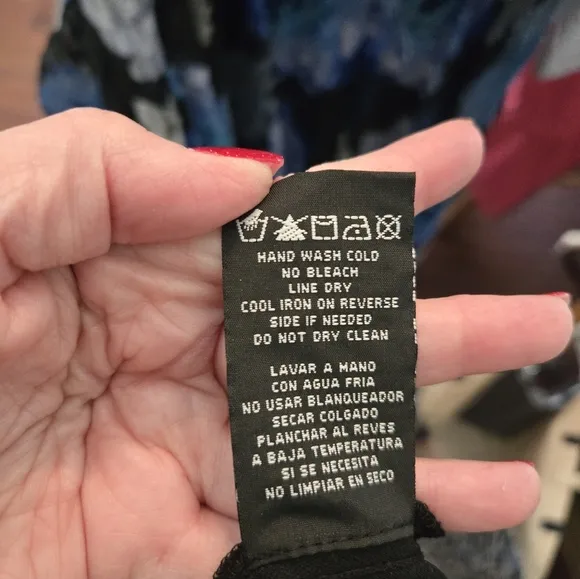 HAND WASH COLD
NO BLEACH
LINE DRY
COOL IRON ON REVERSE
SIDE IF NEEDED
DO NOT DRY CLEAN
LAVAR A MANO
CON AGUA FRIA
NO USAR BLANQUEADOR
SECAR COLGADO
PLANCHAR AL REVES
A BAJA TEMPERATURA
SI SE NECESITA
NO LIMPIAR EN SECO